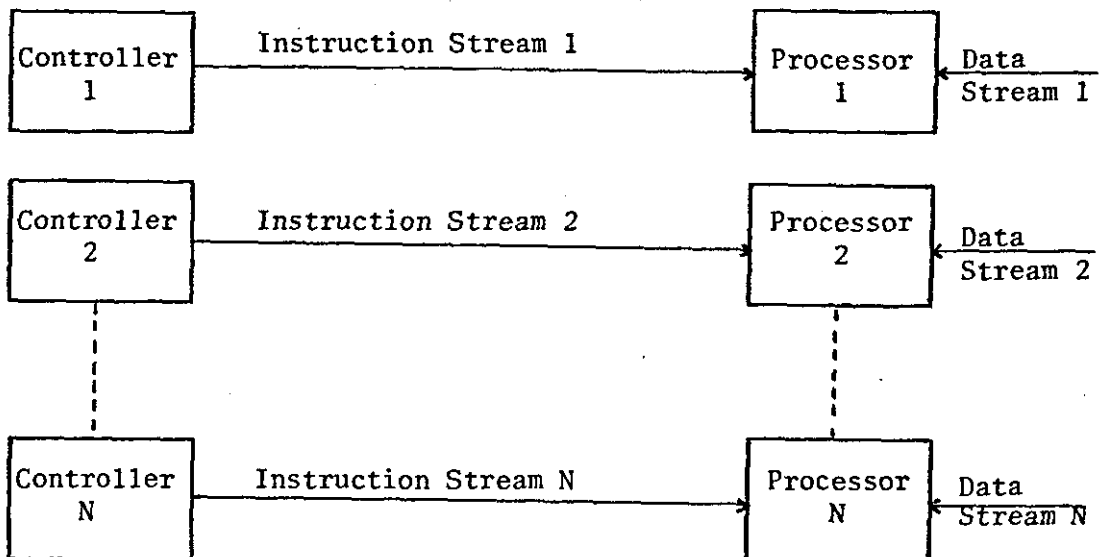 Controller
1
Instruction Stream 1
Processor
1
Data
Stream 1
Controller
2
Instruction Stream 2
Processor
2
Data
Stream 2
Controller
N
Instruction Stream N
Processor
N
Data
Stream N